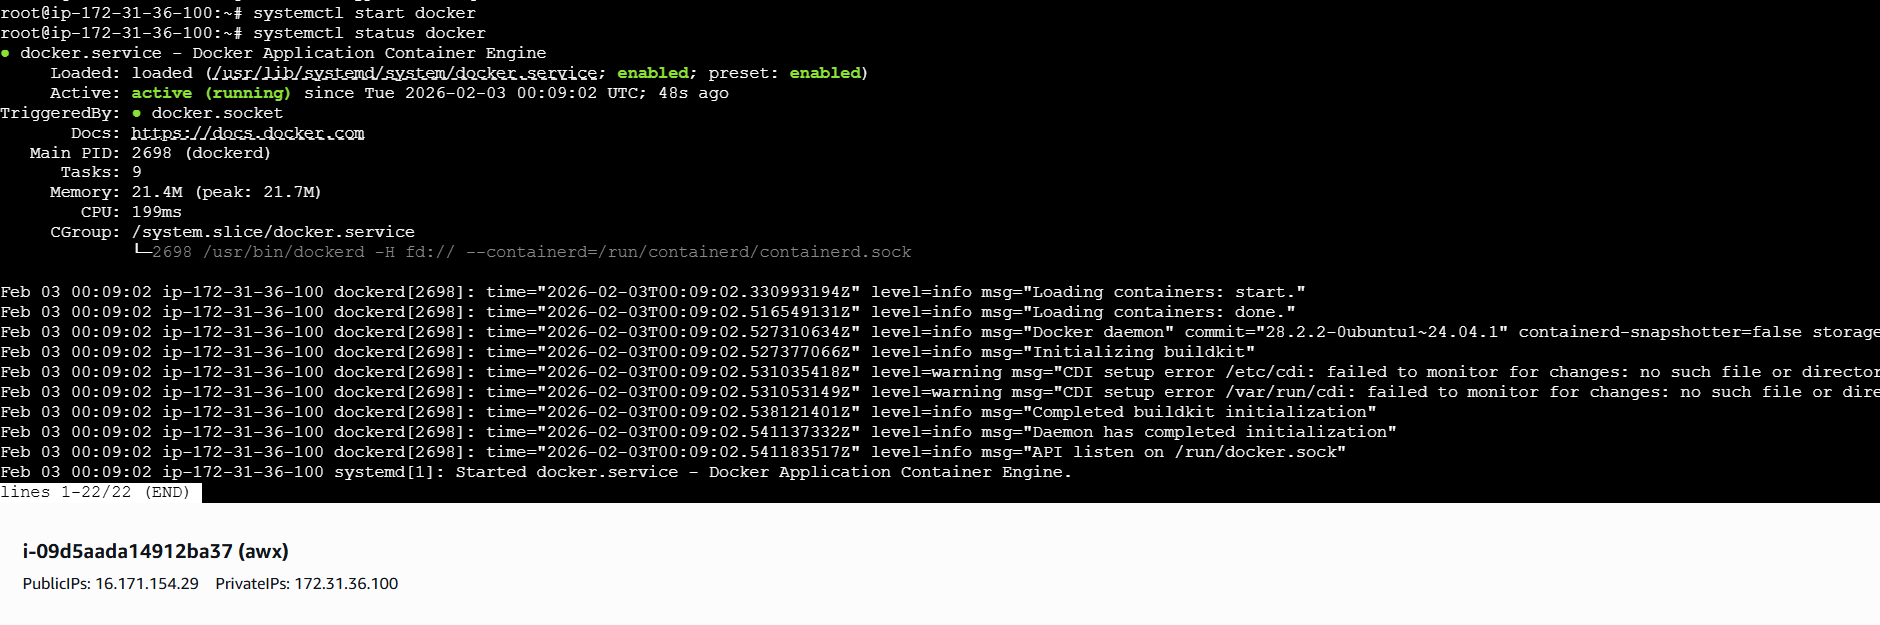 root@ip-172-31-36-100:~# systemctl start docker
root@ip-172-31-36-100:~# systemctl status docker
● docker.service - Docker Application Container Engine
     Loaded: loaded (/usr/lib/systemd/system/docker.service; enabled; preset: enabled)
     Active: active (running) since Tue 2026-02-03 00:09:02 UTC; 48s ago
TriggeredBy: ● docker.socket
       Docs: https://docs.docker.com
   Main PID: 2698 (dockerd)
      Tasks: 9
     Memory: 21.4M (peak: 21.7M)
        CPU: 199ms
     CGroup: /system.slice/docker.service
             └─2698 /usr/bin/dockerd -H fd:// --containerd=/run/containerd/containerd.sock
Feb 03 00:09:02 ip-172-31-36-100 dockerd[2698]: time="2026-02-03T00:09:02.330993194Z" level=info msg="Loading containers: start."
Feb 03 00:09:02 ip-172-31-36-100 dockerd[2698]: time="2026-02-03T00:09:02.516549131Z" level=info msg="Loading containers: done."
Feb 03 00:09:02 ip-172-31-36-100 dockerd[2698]: time="2026-02-03T00:09:02.527310634Z" level=info msg="Docker daemon" commit="28.2.2-0ubuntu1~24.04.1" containerd-snapshotter=false storage
Feb 03 00:09:02 ip-172-31-36-100 dockerd[2698]: time="2026-02-03T00:09:02.527377066Z" level=info msg="Initializing buildkit"
Feb 03 00:09:02 ip-172-31-36-100 dockerd[2698]: time="2026-02-03T00:09:02.531035418Z" level=warning msg="CDI setup error /etc/cdi: failed to monitor for changes: no such file or director
Feb 03 00:09:02 ip-172-31-36-100 dockerd[2698]: time="2026-02-03T00:09:02.531053149Z" level=warning msg="CDI setup error /var/run/cdi: failed to monitor for changes: no such file or dire
Feb 03 00:09:02 ip-172-31-36-100 dockerd[2698]: time="2026-02-03T00:09:02.538121401Z" level=info msg="Completed buildkit initialization"
Feb 03 00:09:02 ip-172-31-36-100 dockerd[2698]: time="2026-02-03T00:09:02.541137332Z" level=info msg="Daemon has completed initialization"
Feb 03 00:09:02 ip-172-31-36-100 dockerd[2698]: time="2026-02-03T00:09:02.541183517Z" level=info msg="API listen on /run/docker.sock"
Feb 03 00:09:02 ip-172-31-36-100 systemd[1]: Started docker.service - Docker Application Container Engine.
lines 1-22/22 (END)
i-09d5aada14912ba37 (awx)
PublicIPs: 16.171.154.29    PrivateIPs: 172.31.36.100